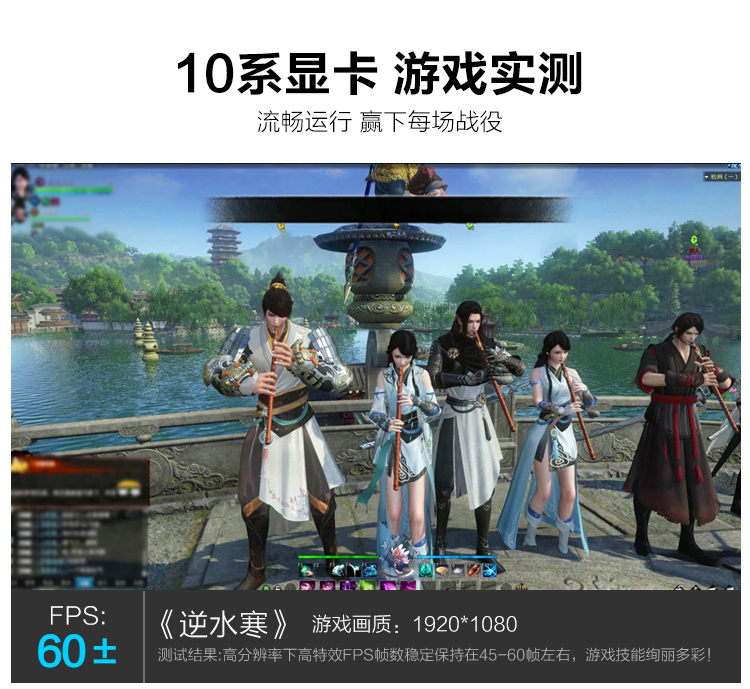 10系显卡 游戏实测
流畅运行 赢下每场战役
杭州(一)
FPS:
60±
《逆水寒》 游戏画质：1920*1080
测试结果:高分辨率下高特效FPS帧数稳定保持在45-60帧左右，游戏技能绚丽多彩！